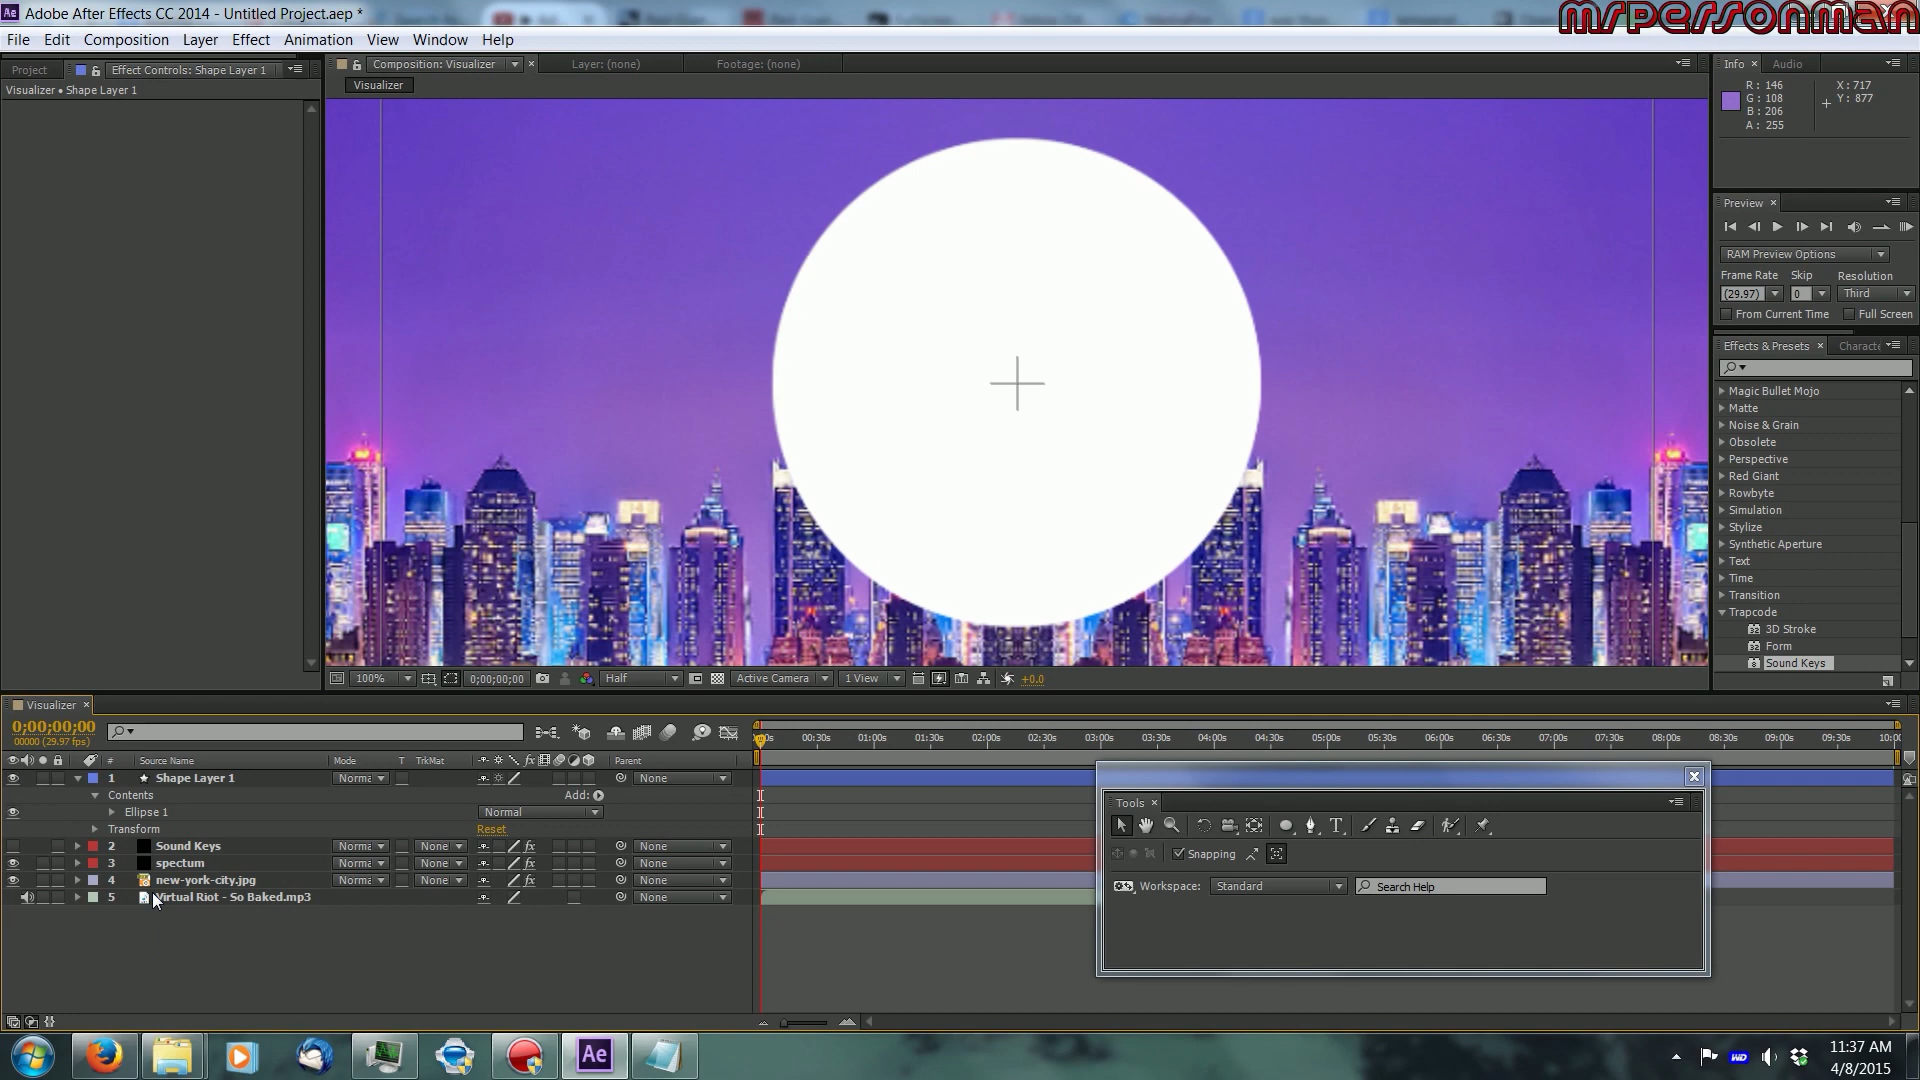 Adobe After Effects CC 2014 - Untitled Project.aep *
mrpersonman
File Edit Composition Layer Effect Animation View Window Help
Project Effect Controls: Shape Layer 1
Visualizer • Shape Layer 1
Composition: Visualizer Layer: (none) Footage: (none)
Visualizer
Info Audio
R : 146
G : 108
B : 206
A : 255
X : 717
Y : 877
Preview
RAM Preview Options
Frame Rate Skip Resolution
(29.97) 0 Third
From Current Time Full Screen
Effects & Presets Characte
Magic Bullet Mojo
Matte
Noise & Grain
Obsolete
Perspective
Red Giant
Rowbyte
Simulation
Stylize
Synthetic Aperture
Text
Time
Transition
Trapcode
3D Stroke
Form
Sound Keys
100% 0;00;00;00 Half Active Camera 1 View +0.0
Visualizer
0;00;00;00
00000 (29.97 fps)
# Source Name Mode T TrkMat Parent
00s 00:30s 01:00s 01:30s 02:00s 02:30s 03:00s 03:30s 04:00s 04:30s 05:00s 05:30s 06:00s 06:30s 07:00s 07:30s 08:00s 08:30s 09:00s 09:30s 10:00
1 Shape Layer 1 Norma None
Contents Add:
Ellipse 1 Normal
Transform Reset
2 Sound Keys Norma None fx None
3 spectum Norma None fx None
4 new-york-city.jpg Norma None fx None
5 Virtual Riot - So Baked.mp3 None
Tools
T
Snapping
Workspace: Standard Search Help
Ae
WD
11:37 AM
4/8/2015